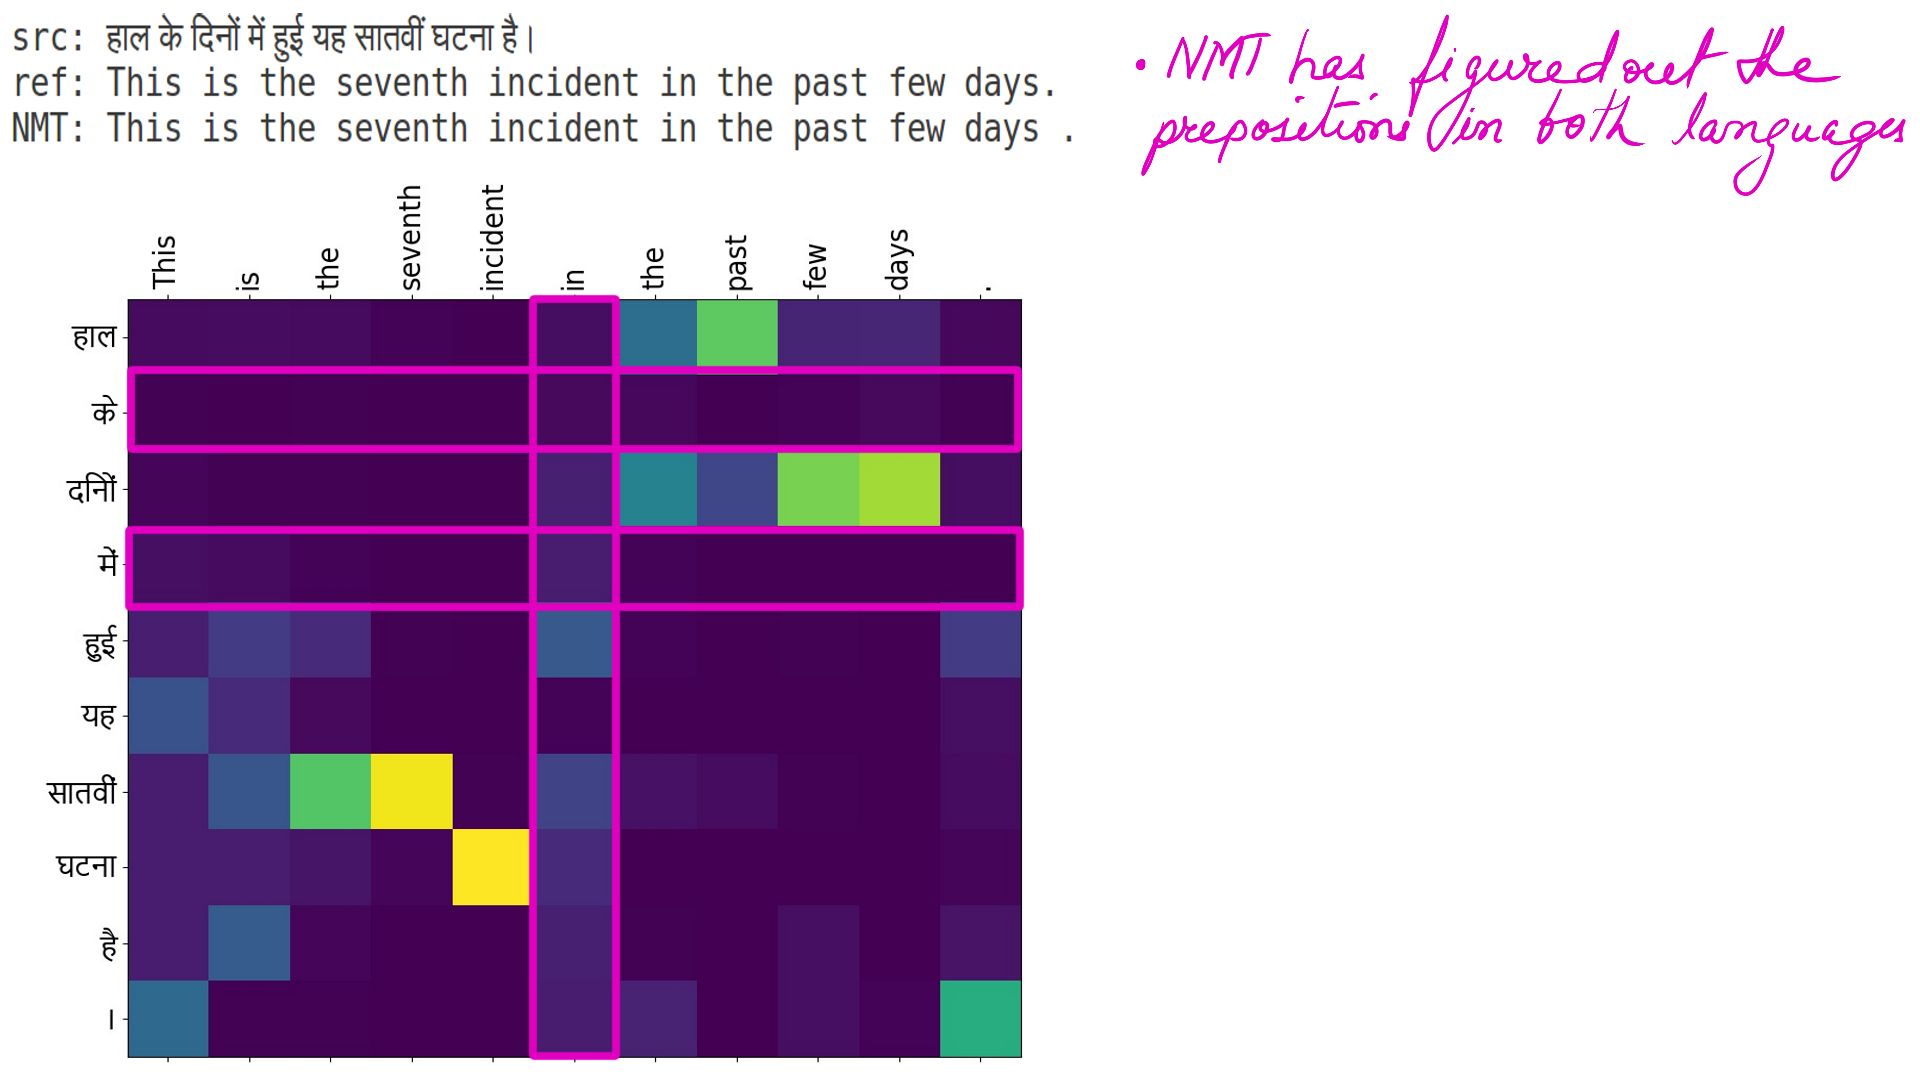 src: हाल के दिनों में हुई यह सातवीं घटना है।
ref: This is the seventh incident in the past few days.
NMT: This is the seventh incident in the past few days .
• NMT has figured out the
prepositions in both languages
This
is
the
seventh
incident
in
the
past
few
days
.
हाल
के
दिनों
में
हुई
यह
सातवीं
घटना
है
।